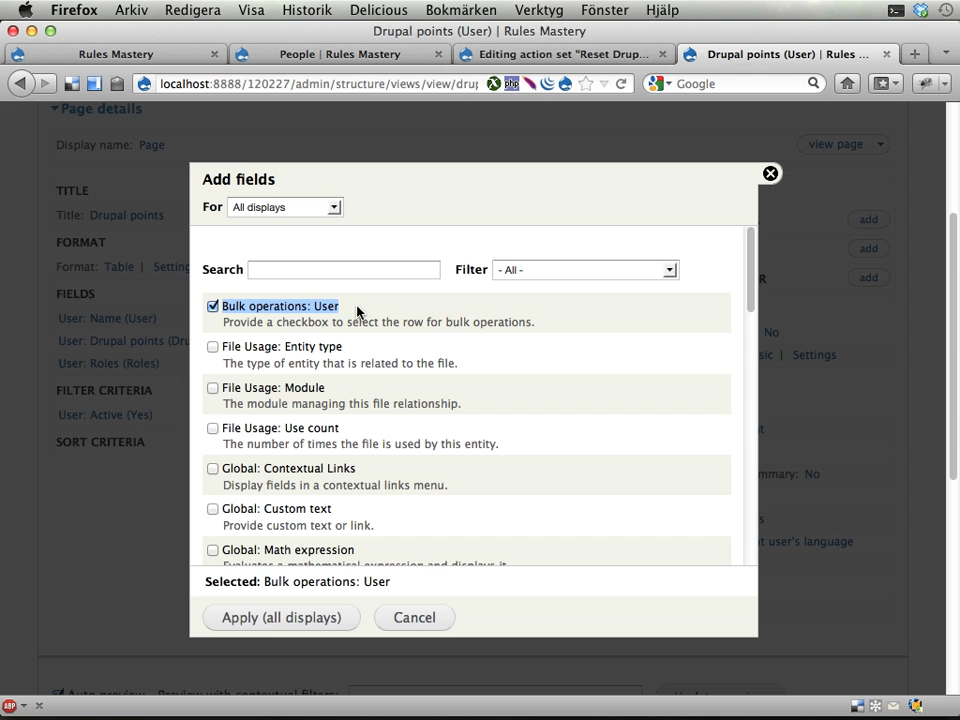 Firefox Arkiv Redigera Visa Historik Delicious Bokmärken Verktyg Fönster Hjälp
Drupal points (User) | Rules Mastery
Rules Mastery People | Rules Mastery Editing action set "Reset Drup... Drupal points (User) | Rules ...
localhost:8888/120227/admin/structure/views/view/drup php Google
Page details
Display name: Page view page
Add fields
For All displays
TITLE
Title: Drupal points add
FORMAT add
Format: Table | Setting
Search Filter - All - add
FIELDS
Bulk operations: User
Provide a checkbox to select the row for bulk operations.
User: Name (User)
No
User: Drupal points (Dru
File Usage: Entity type
The type of entity that is related to the file.
sic | Settings
User: Roles (Roles)
FILTER CRITERIA
File Usage: Module
The module managing this file relationship.
User: Active (Yes)
File Usage: Use count
The number of times the file is used by this entity.
SORT CRITERIA
Global: Contextual Links
Display fields in a contextual links menu.
mmary: No
Global: Custom text
Provide custom text or link.
t user's language
Global: Math expression
Evaluates a mathematical expression and displays it.
Selected: Bulk operations: User
Apply (all displays) Cancel
Auto preview Preview with contextual filters:
ABP